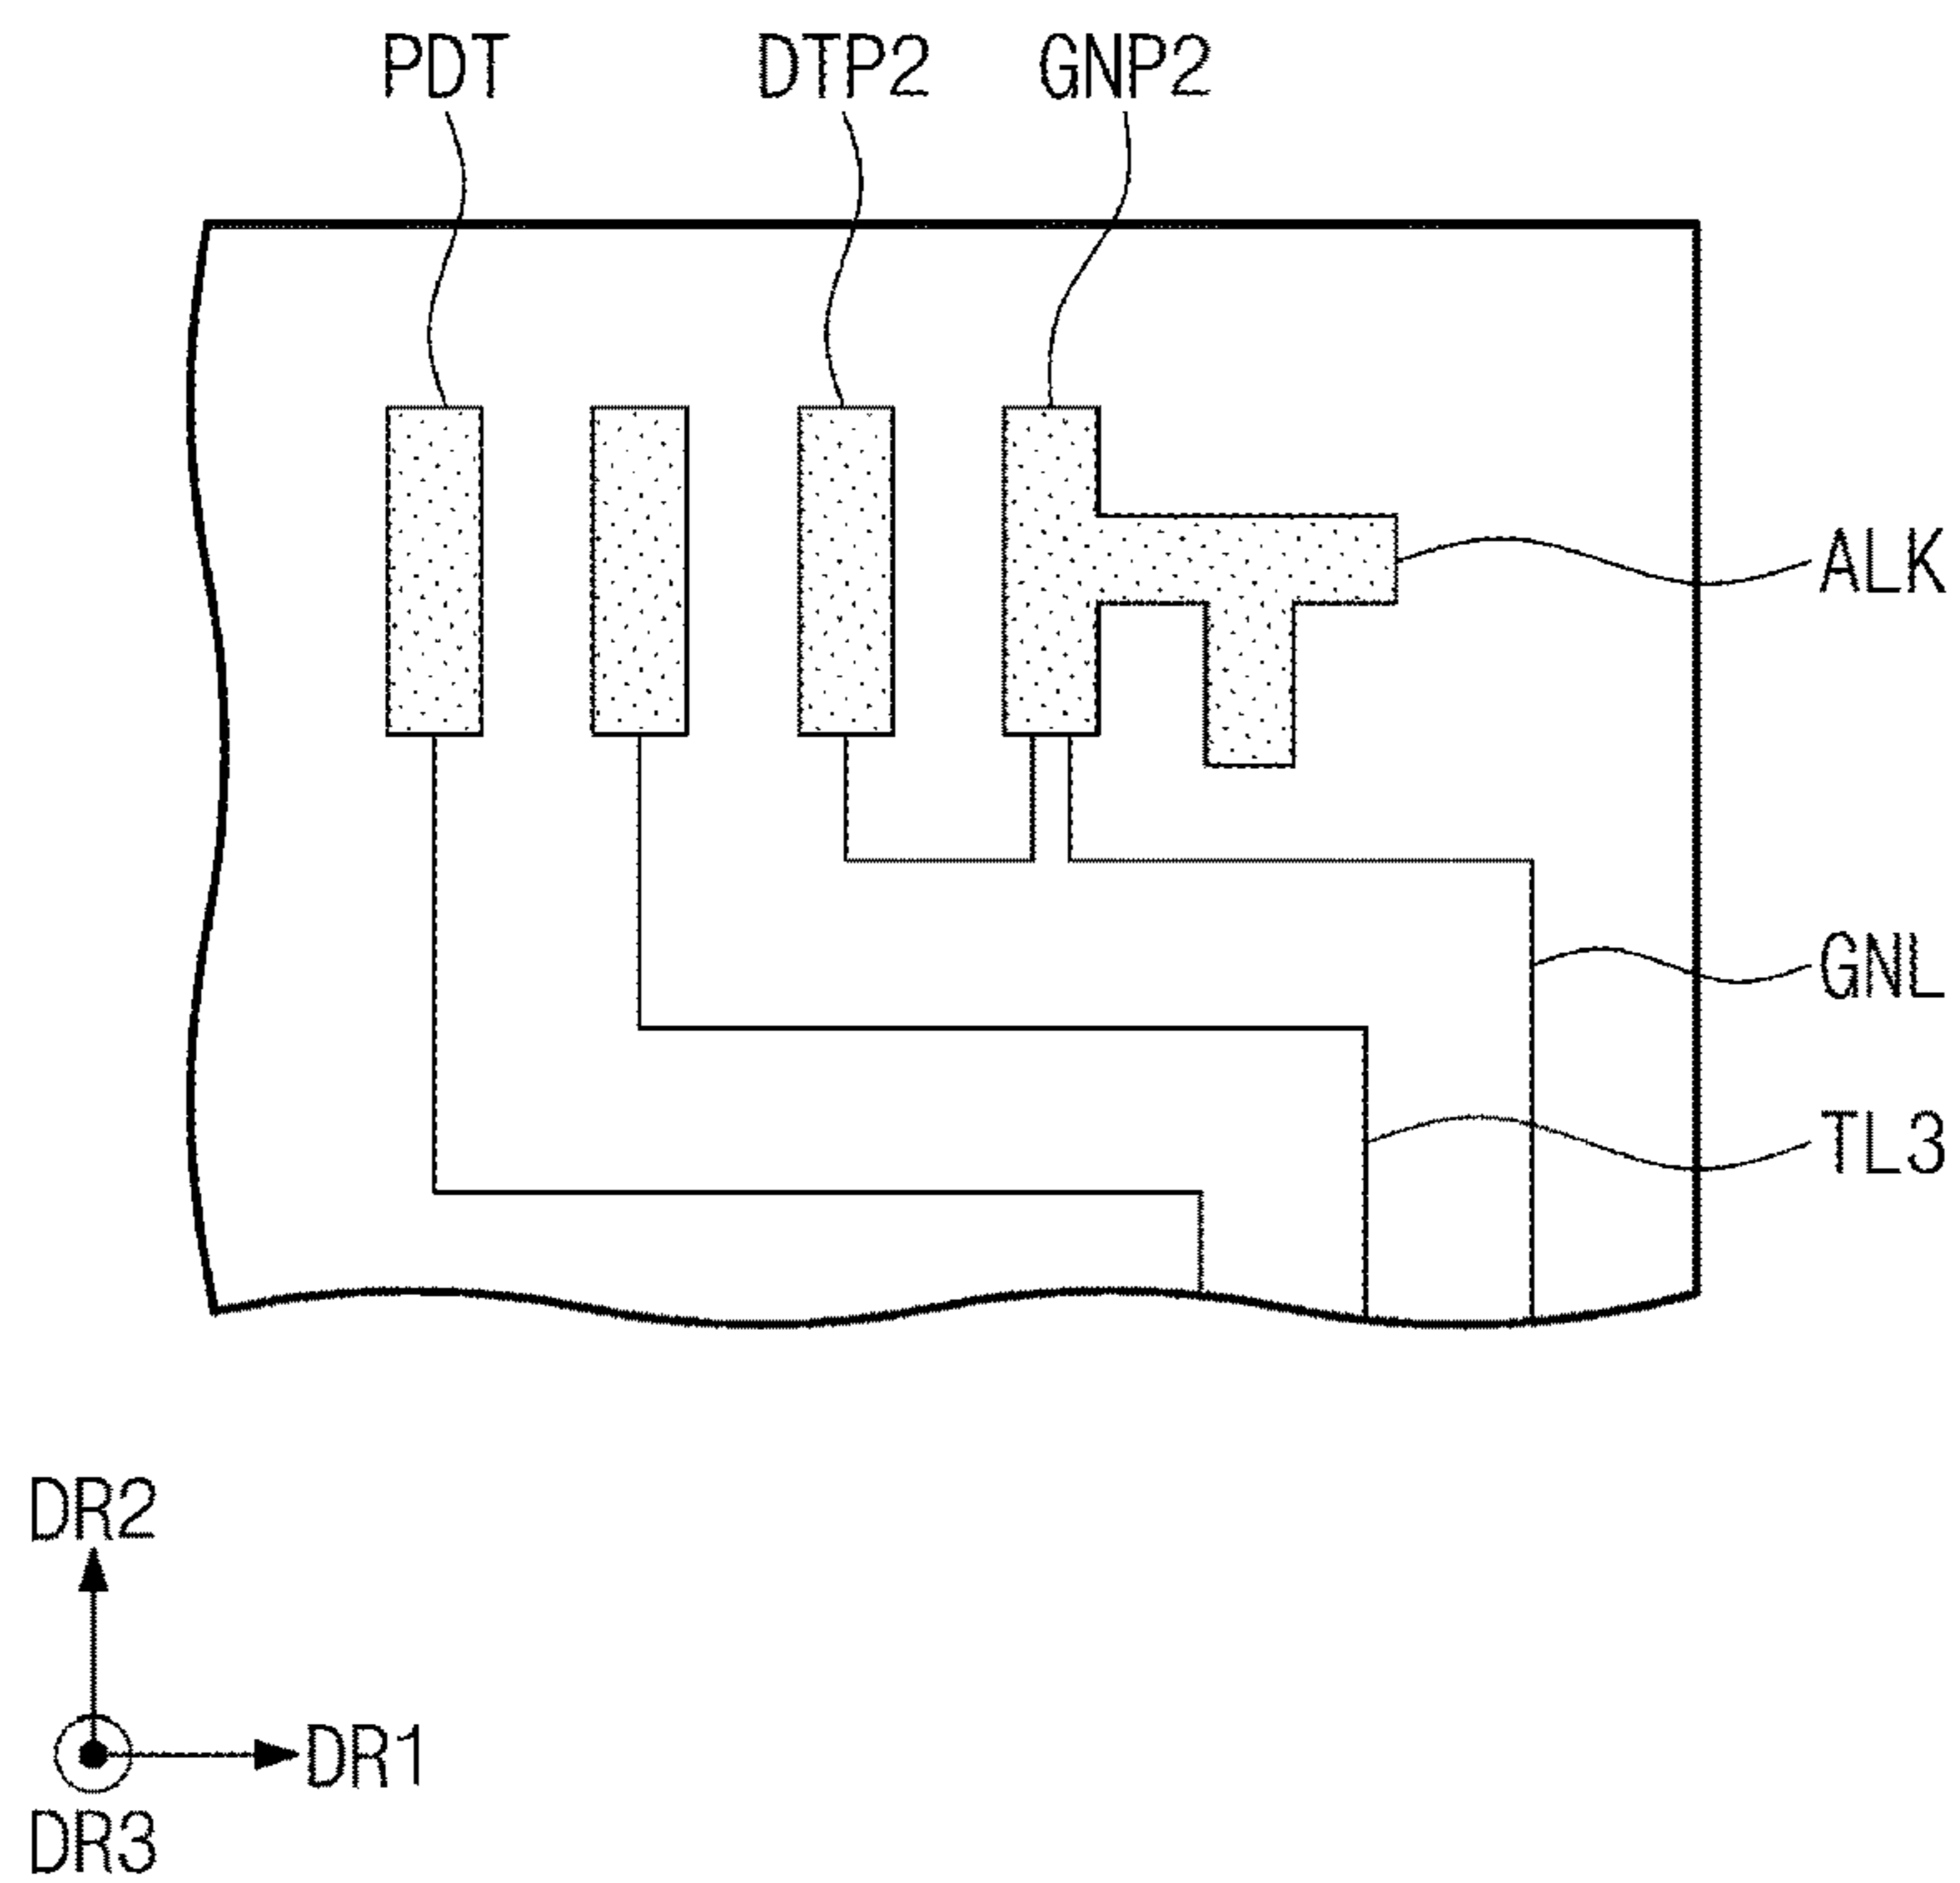 PDT DTP2 GNP2
ALK
GNL
TL3
DR2
DR1
DR3